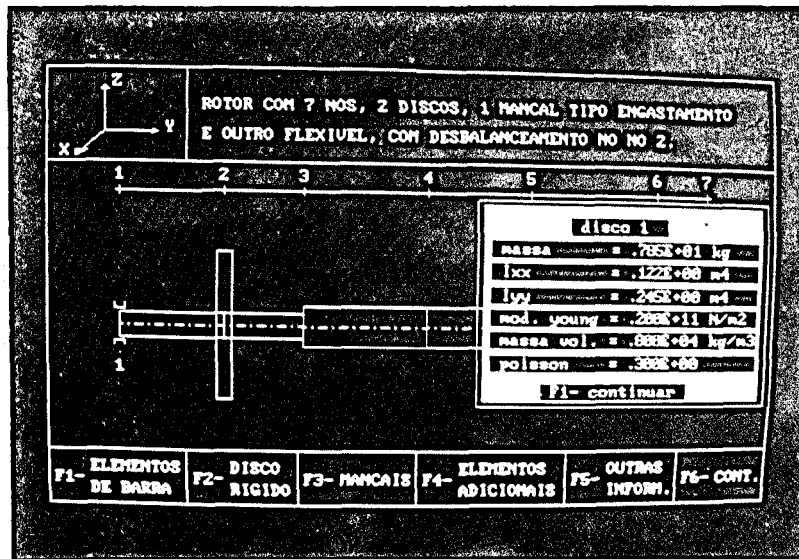 Z
Y
X
ROTOR COM 7 NOS, 2 DISCOS, 1 MANCAL TIPO ENGASTAMENTO
E OUTRO FLEXIVEL, COM DESBALANCEAMENTO NO NO 2.
1 2 3 4 5 6 7
disco 1
massa = .785E+01 kg
Ixx = .122E+00 m4
Iyy = .245E+00 m4
mod. young = .200E+11 N/m2
massa vol. = .800E+04 kg/m3
poisson = .300E+00
F1- continuar
1
F1- ELEMENTOS DE BARRA
F2- DISCO RIGIDO
F3- MANCAIS
F4- ELEMENTOS ADICIONAIS
F5- OUTRAS INFORM.
F6- CONT.